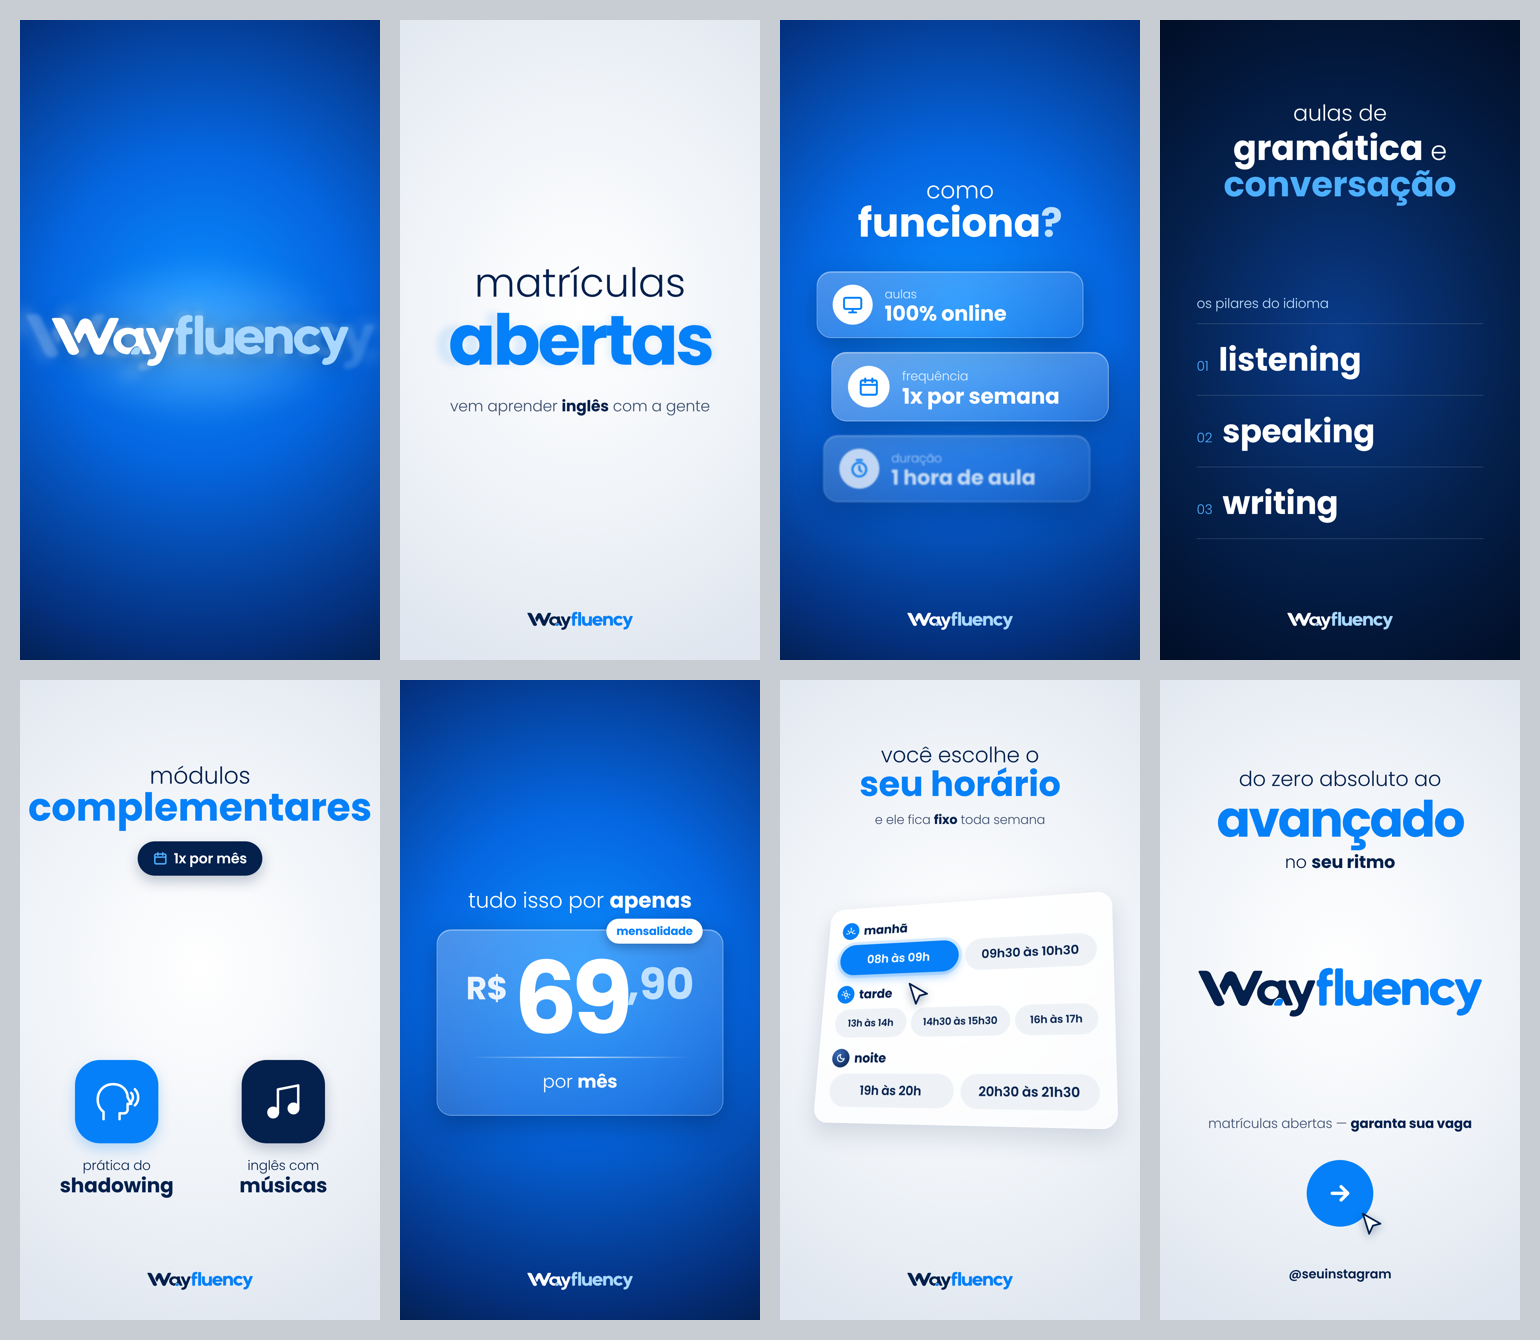 Wayfluency
matrículas
abertas
vem aprender inglês com a gente
Wayfluency
como
funciona?
aulas
100% online
frequência
1x por semana
duração
1 hora de aula
Wayfluency
aulas de
gramática e
conversação
os pilares do idioma
01 listening
02 speaking
03 writing
Wayfluency
módulos
complementares
1x por mês
prática do
shadowing
inglês com
músicas
Wayfluency
tudo isso por apenas
mensalidade
R$ 69,90
por mês
Wayfluency
você escolhe o
seu horário
e ele fica fixo toda semana
manhã
08h às 09h
09h30 às 10h30
tarde
13h às 14h
14h30 às 15h30
16h às 17h
noite
19h às 20h
20h30 às 21h30
Wayfluency
do zero absoluto ao
avançado
no seu ritmo
Wayfluency
matrículas abertas — garanta sua vaga
@seuinstagram